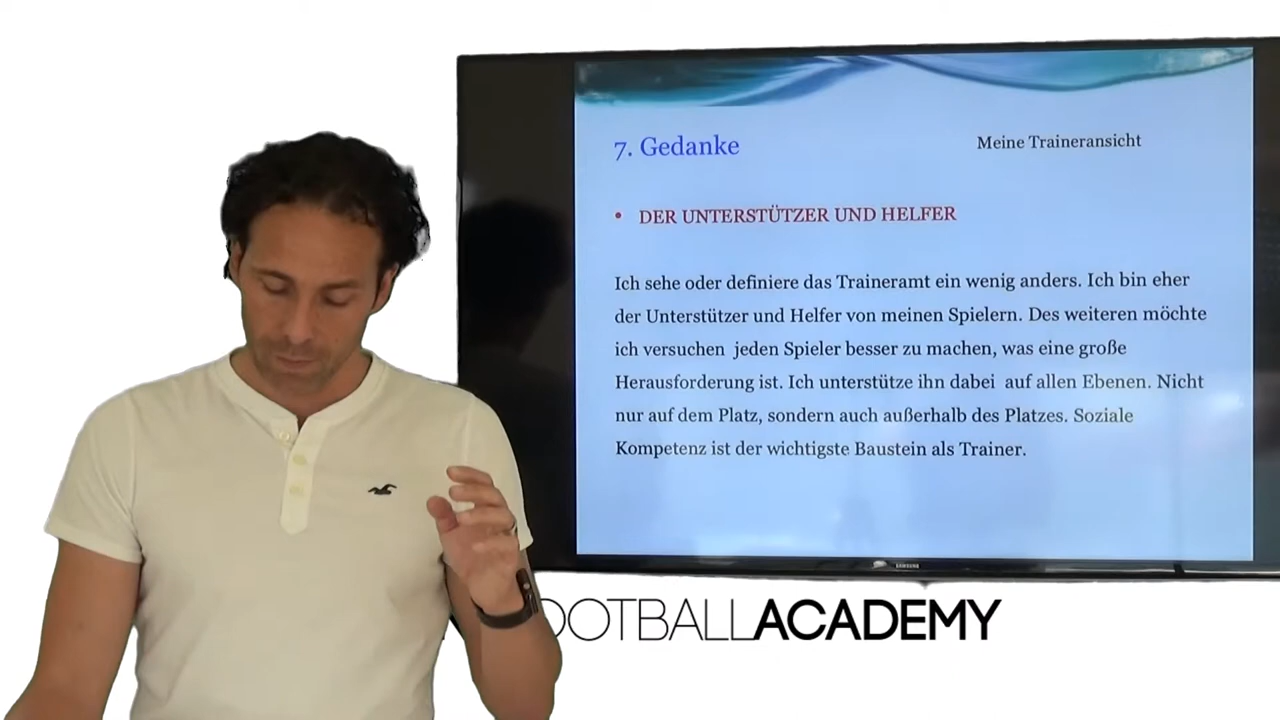 7. Gedanke
Meine Traineransicht
• DER UNTERSTÜTZER UND HELFER
Ich sehe oder definiere das Traineramt ein wenig anders. Ich bin eher
der Unterstützer und Helfer von meinen Spielern. Des weiteren möchte
ich versuchen jeden Spieler besser zu machen, was eine große
Herausforderung ist. Ich unterstütze ihn dabei auf allen Ebenen. Nicht
nur auf dem Platz, sondern auch außerhalb des Platzes. Soziale
Kompetenz ist der wichtigste Baustein als Trainer.
SAMSUNG
OOTBALLACADEMY